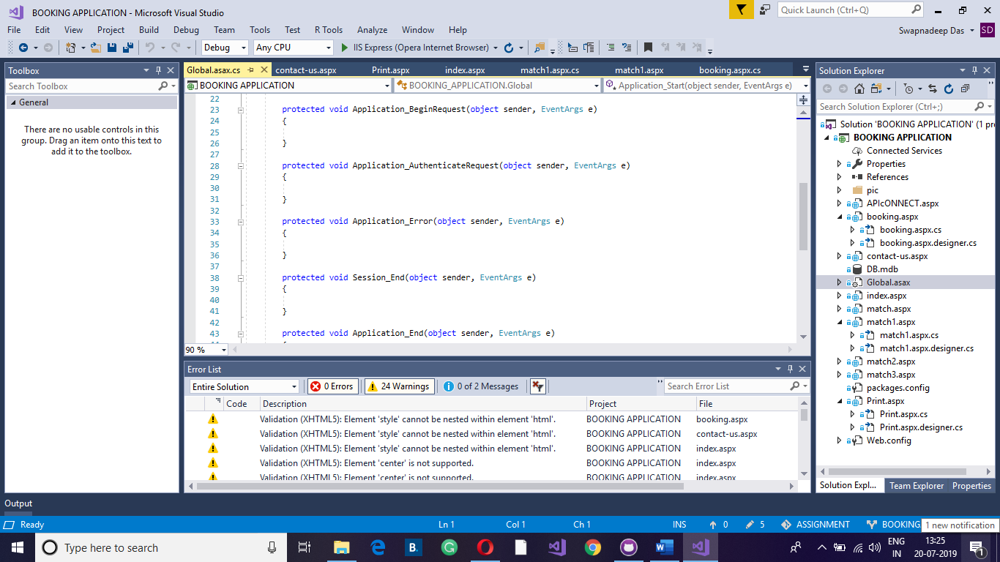 BOOKING APPLICATION - Microsoft Visual Studio
Quick Launch (Ctrl+Q)
File Edit View Project Build Debug Team Tools Test R Tools Analyze Window Help
Swapnadeep Das
SD
Debug Any CPU IIS Express (Opera Internet Browser)
Toolbox
Search Toolbox
General
There are no usable controls in this
group. Drag an item onto this text to
add it to the toolbox.
Global.asax.cs contact-us.aspx Print.aspx index.aspx match1.aspx.cs match1.aspx booking.aspx.cs
BOOKING APPLICATION BOOKING_APPLICATION.Global Application_Start(object sender, EventArgs e)
22
23 protected void Application_BeginRequest(object sender, EventArgs e)
24 {
25
26 }
27
28 protected void Application_AuthenticateRequest(object sender, EventArgs e)
29 {
30
31 }
32
33 protected void Application_Error(object sender, EventArgs e)
34 {
35
36 }
37
38 protected void Session_End(object sender, EventArgs e)
39 {
40
41 }
42
43 protected void Application_End(object sender, EventArgs e)
90 %
Error List
Entire Solution 0 Errors 24 Warnings 0 of 2 Messages Search Error List
Code Description Project File
Validation (XHTML5): Element 'style' cannot be nested within element 'html'. BOOKING APPLICATION booking.aspx
Validation (XHTML5): Element 'style' cannot be nested within element 'html'. BOOKING APPLICATION contact-us.aspx
Validation (XHTML5): Element 'style' cannot be nested within element 'html'. BOOKING APPLICATION index.aspx
Validation (XHTML5): Element 'center' is not supported. BOOKING APPLICATION index.aspx
Validation (XHTML5): Element 'center' is not supported. BOOKING APPLICATION index.aspx
Solution Explorer
Search Solution Explorer (Ctrl+;)
Solution 'BOOKING APPLICATION' (1 pr
BOOKING APPLICATION
Connected Services
Properties
References
pic
APIcONNECT.aspx
booking.aspx
booking.aspx.cs
booking.aspx.designer.cs
contact-us.aspx
DB.mdb
Global.asax
index.aspx
match.aspx
match1.aspx
match1.aspx.cs
match1.aspx.designer.cs
match2.aspx
match3.aspx
packages.config
Print.aspx
Print.aspx.cs
Print.aspx.designer.cs
Web.config
Solution Expl... Team Explorer Properties
Output
Ready Ln 1 Col 1 Ch 1 INS 0 5 ASSIGNMENT BOOKING
1 new notification
Type here to search
B.
ENG
IN
13:25
20-07-2019
1